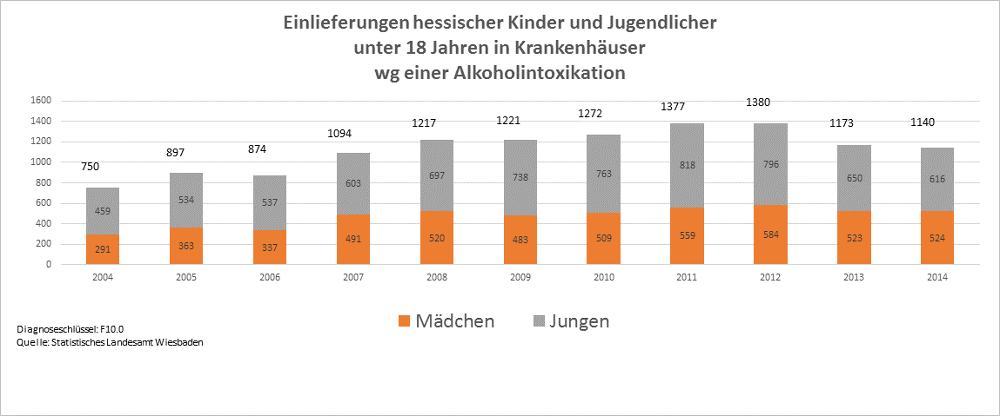 Einlieferungen hessischer Kinder und Jugendlicher
unter 18 Jahren in Krankenhäuser
wg einer Alkoholintoxikation
1600
1400
1200
1000
800
600
400
200
0
750 897 874 1094 1217 1221 1272 1377 1380 1173 1140
459 534 537 603 697 738 763 818 796 650 616
291 363 337 491 520 483 509 559 584 523 524
2004 2005 2006 2007 2008 2009 2010 2011 2012 2013 2014
Mädchen Jungen
Diagnoseschlüssel: F10.0
Quelle: Statistisches Landesamt Wiesbaden